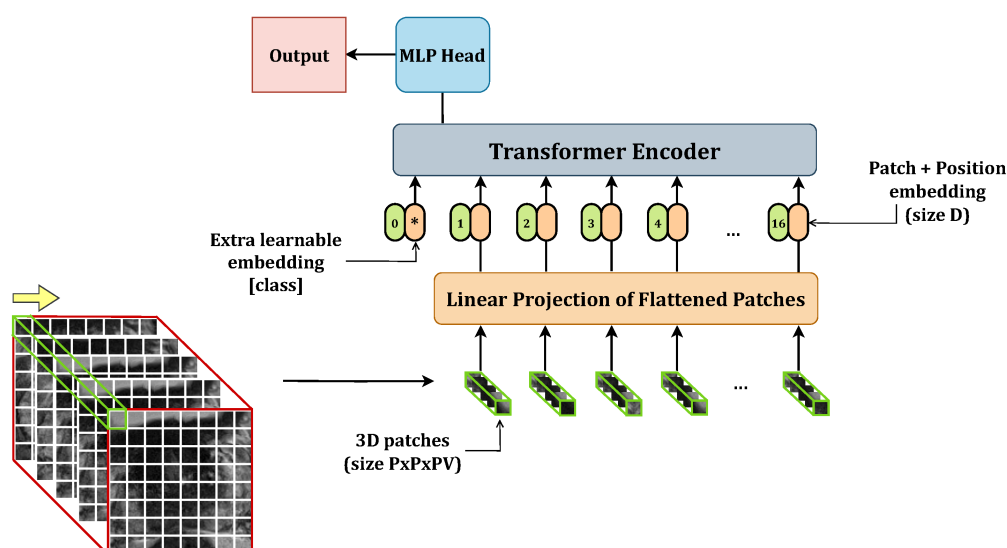 Output
MLP Head
Transformer Encoder
Patch + Position
embedding
(size D)
0 * 1 2 3 4 ... 16
Extra learnable
embedding
[class]
Linear Projection of Flattened Patches
...
3D patches
(size PxPxPV)